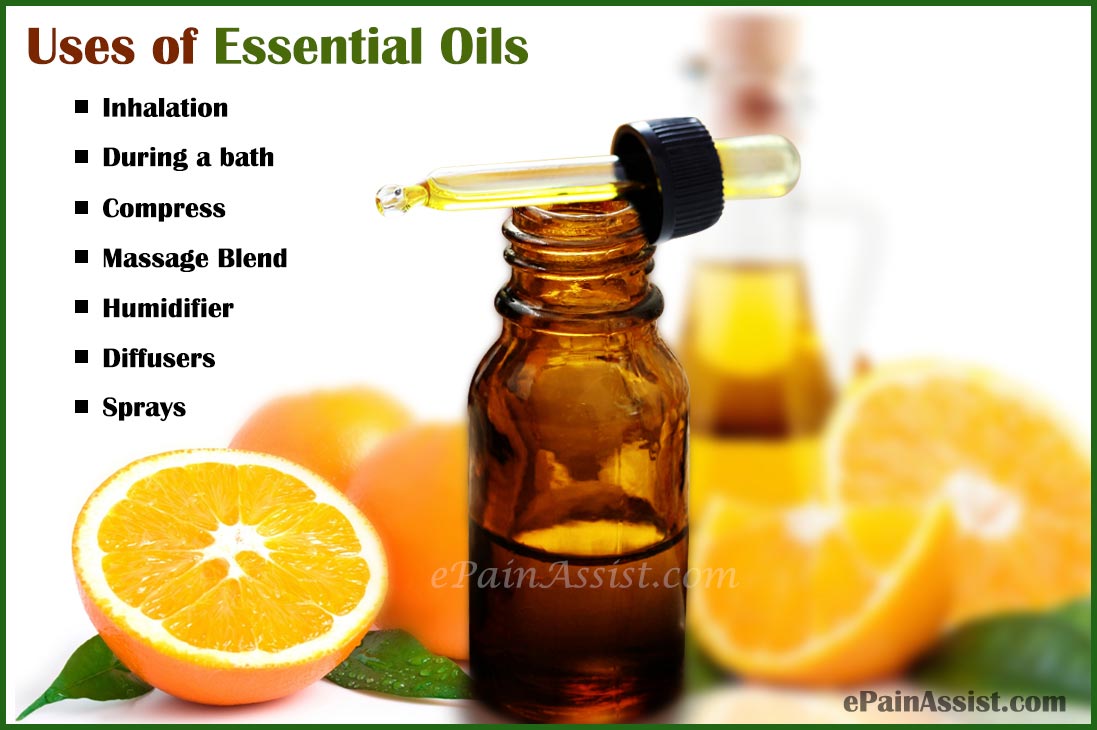 Uses of Essential Oils
Inhalation
During a bath
Compress
Massage Blend
Humidifier
Diffusers
Sprays
ePainAssist.com
ePainAssist.com